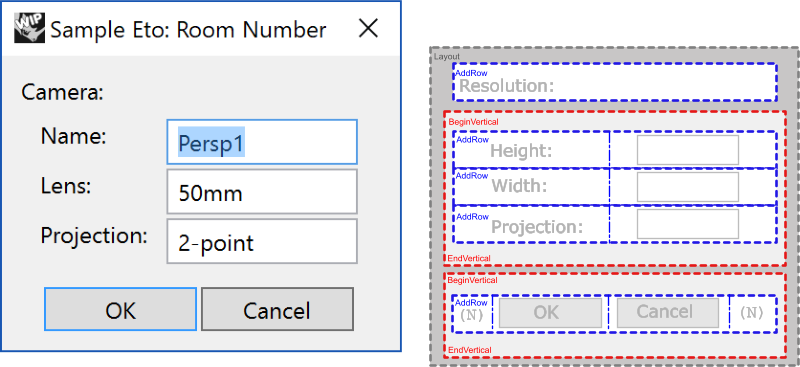 WIP
Sample Eto: Room Number
Camera:
Name: Persp1
Lens: 50mm
Projection: 2-point
OK Cancel
Layout
AddRow
Resolution:
BeginVertical
AddRow
Height:
AddRow
Width:
AddRow
Projection:
EndVertical
BeginVertical
AddRow
(N) OK Cancel (N)
EndVertical